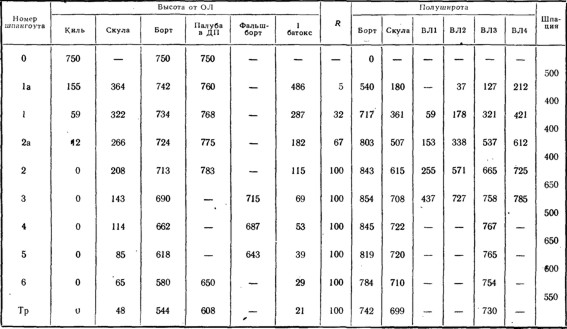 Номер шпангоута Высота от ОЛ R Полуширота Шпация
Киль Скула Борт Палуба в ДП Фальшборт 1 батокс Борт Скула ВЛ1 ВЛ2 ВЛ3 ВЛ4
0 750 — 750 750 — — 0 — — — — —
500
1а 155 364 742 760 — 486 5 540 180 — 37 127 212
400
1 59 322 734 768 — 287 32 717 361 59 178 321 421
400
2а 12 266 724 775 — 182 67 803 507 153 338 537 612
400
2 0 208 713 783 — 115 100 843 615 255 571 665 725
650
3 0 143 690 — 715 69 100 854 708 437 727 758 785
500
4 0 114 662 — 687 53 100 845 722 — — 767 —
650
5 0 85 618 — 643 39 100 819 720 — — 765 —
600
6 0 65 580 650 — 29 100 784 710 — — 754 —
550
Тр 0 48 544 608 — 21 100 742 699 — — 730 —